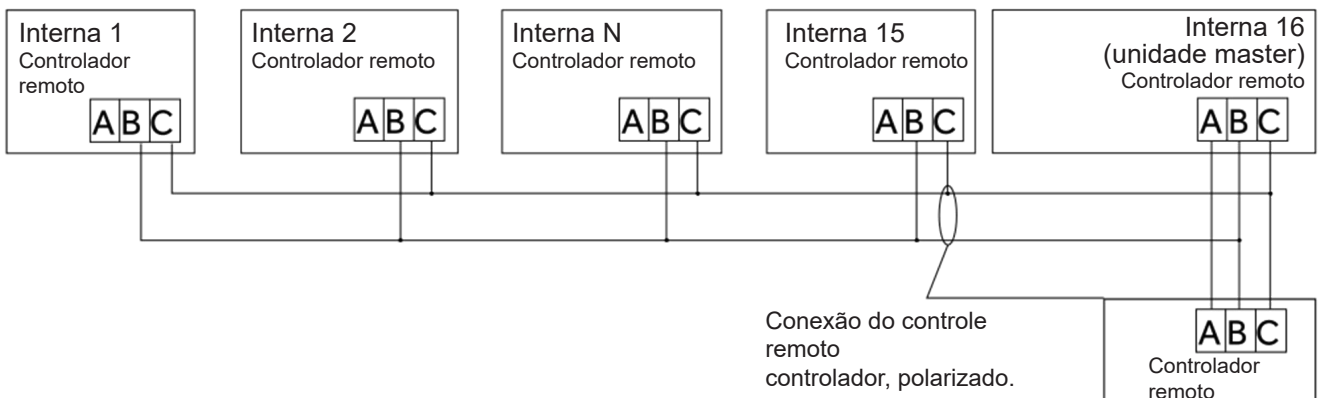 Interna 1
Controlador
remoto
A B C
Interna 2
Controlador remoto
A B C
Interna N
Controlador remoto
A B C
Interna 15
Controlador remoto
A B C
Interna 16
(unidade master)
Controlador remoto
A B C
Conexão do controle
remoto
controlador, polarizado.
A B C
Controlador
remoto